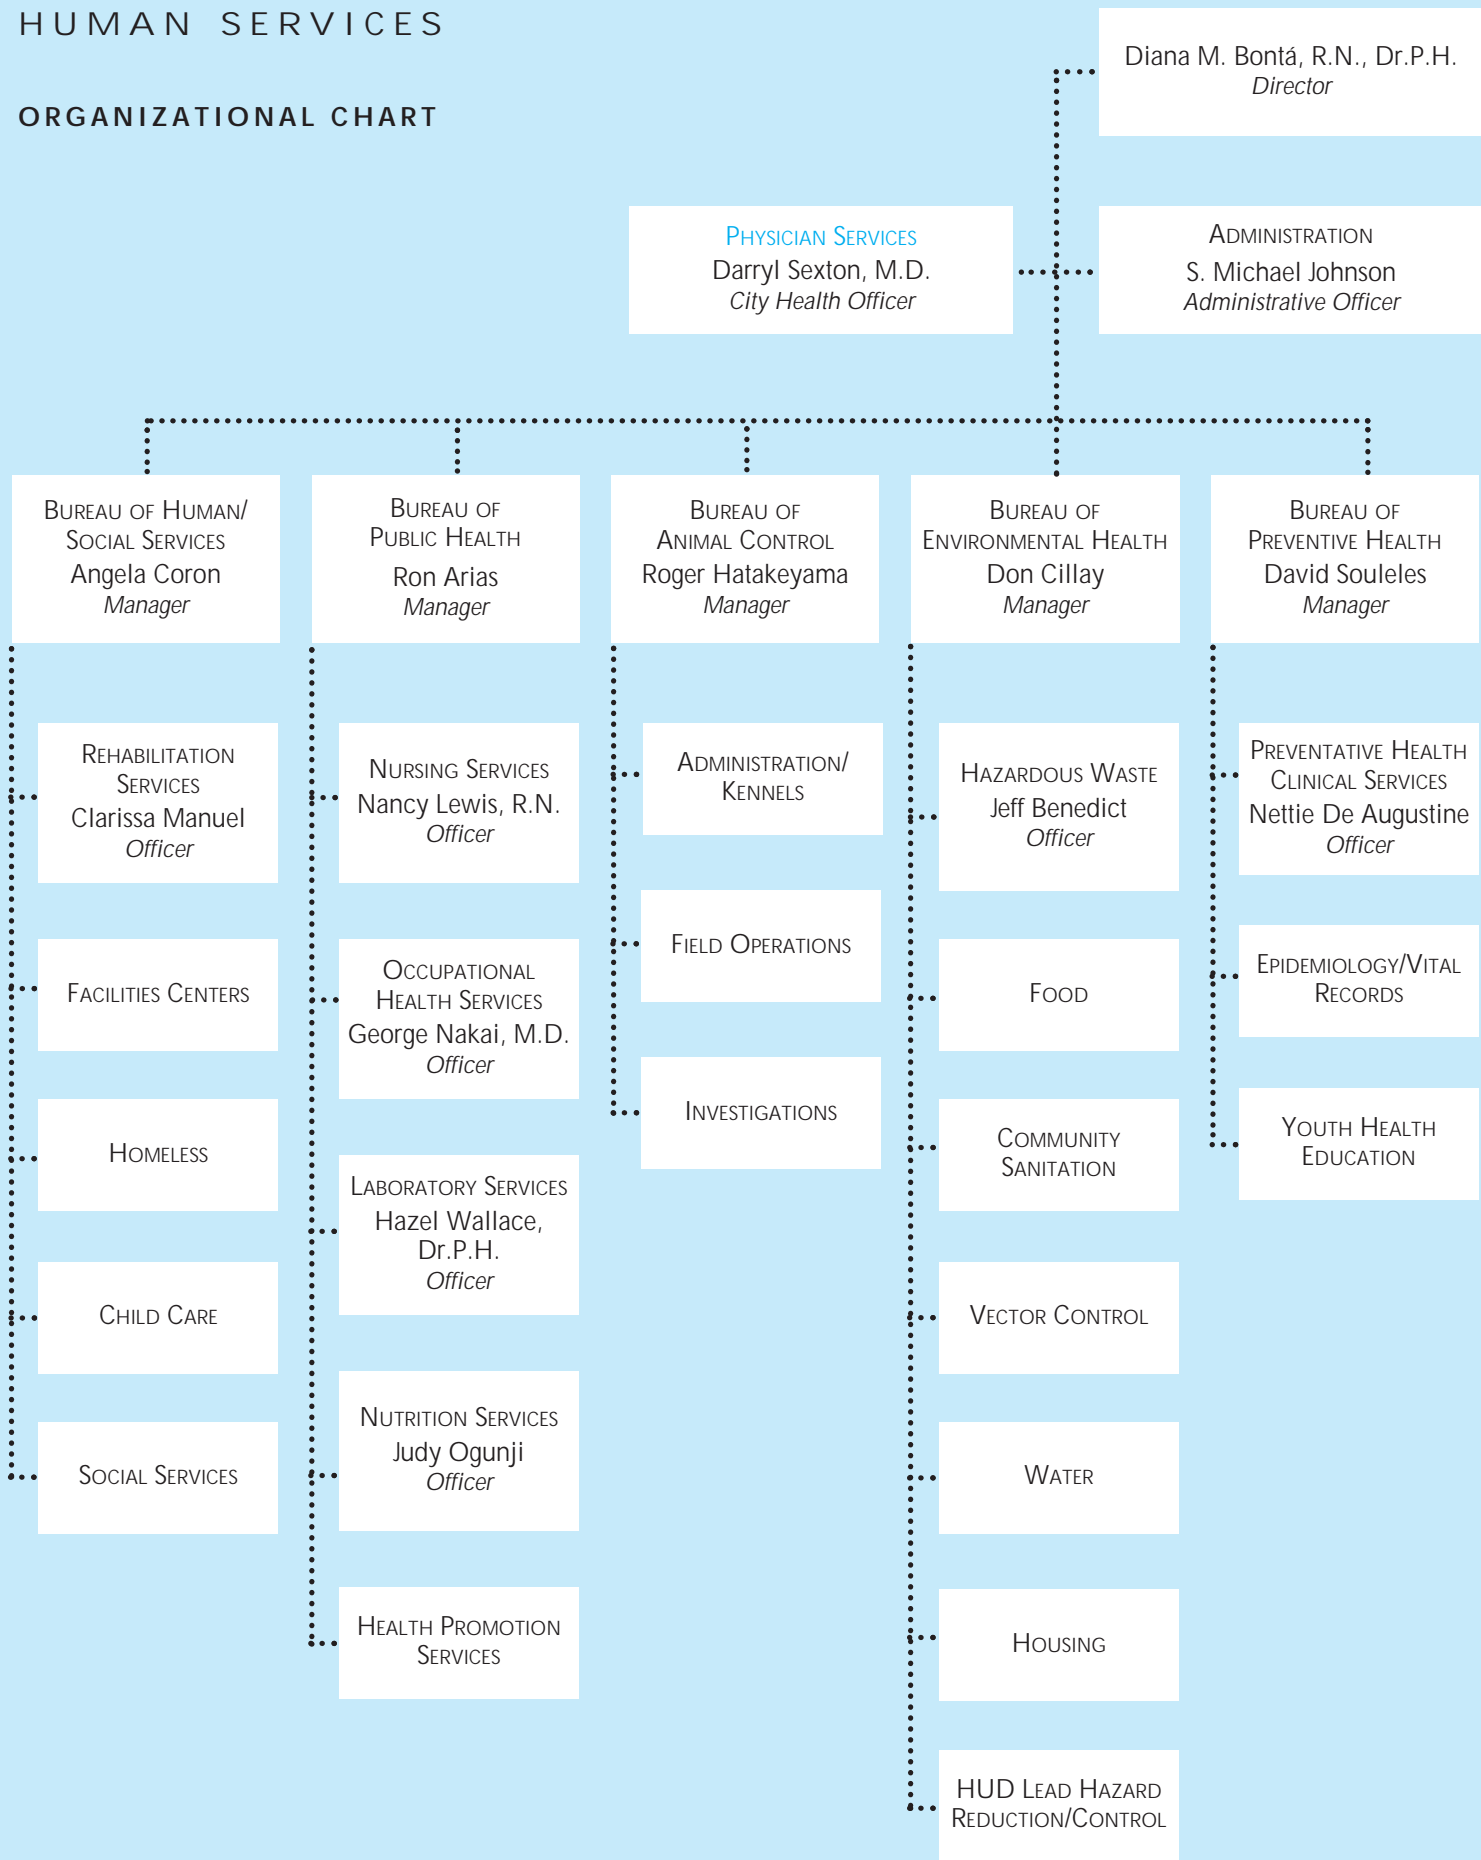 HUMAN SERVICES
ORGANIZATIONAL CHART
Diana M. Bontá, R.N., Dr.P.H.
Director
PHYSICIAN SERVICES
Darryl Sexton, M.D.
City Health Officer
ADMINISTRATION
S. Michael Johnson
Administrative Officer
BUREAU OF HUMAN/
SOCIAL SERVICES
Angela Coron
Manager
BUREAU OF
PUBLIC HEALTH
Ron Arias
Manager
BUREAU OF
ANIMAL CONTROL
Roger Hatakeyama
Manager
BUREAU OF
ENVIRONMENTAL HEALTH
Don Cillay
Manager
BUREAU OF
PREVENTIVE HEALTH
David Souleles
Manager
REHABILITATION
SERVICES
Clarissa Manuel
Officer
FACILITIES CENTERS
HOMELESS
CHILD CARE
SOCIAL SERVICES
NURSING SERVICES
Nancy Lewis, R.N.
Officer
OCCUPATIONAL
HEALTH SERVICES
George Nakai, M.D.
Officer
LABORATORY SERVICES
Hazel Wallace,
Dr.P.H.
Officer
NUTRITION SERVICES
Judy Ogunji
Officer
HEALTH PROMOTION
SERVICES
ADMINISTRATION/
KENNELS
FIELD OPERATIONS
INVESTIGATIONS
HAZARDOUS WASTE
Jeff Benedict
Officer
FOOD
COMMUNITY
SANITATION
VECTOR CONTROL
WATER
HOUSING
HUD LEAD HAZARD
REDUCTION/CONTROL
PREVENTATIVE HEALTH
CLINICAL SERVICES
Nettie De Augustine
Officer
EPIDEMIOLOGY/VITAL
RECORDS
YOUTH HEALTH
EDUCATION